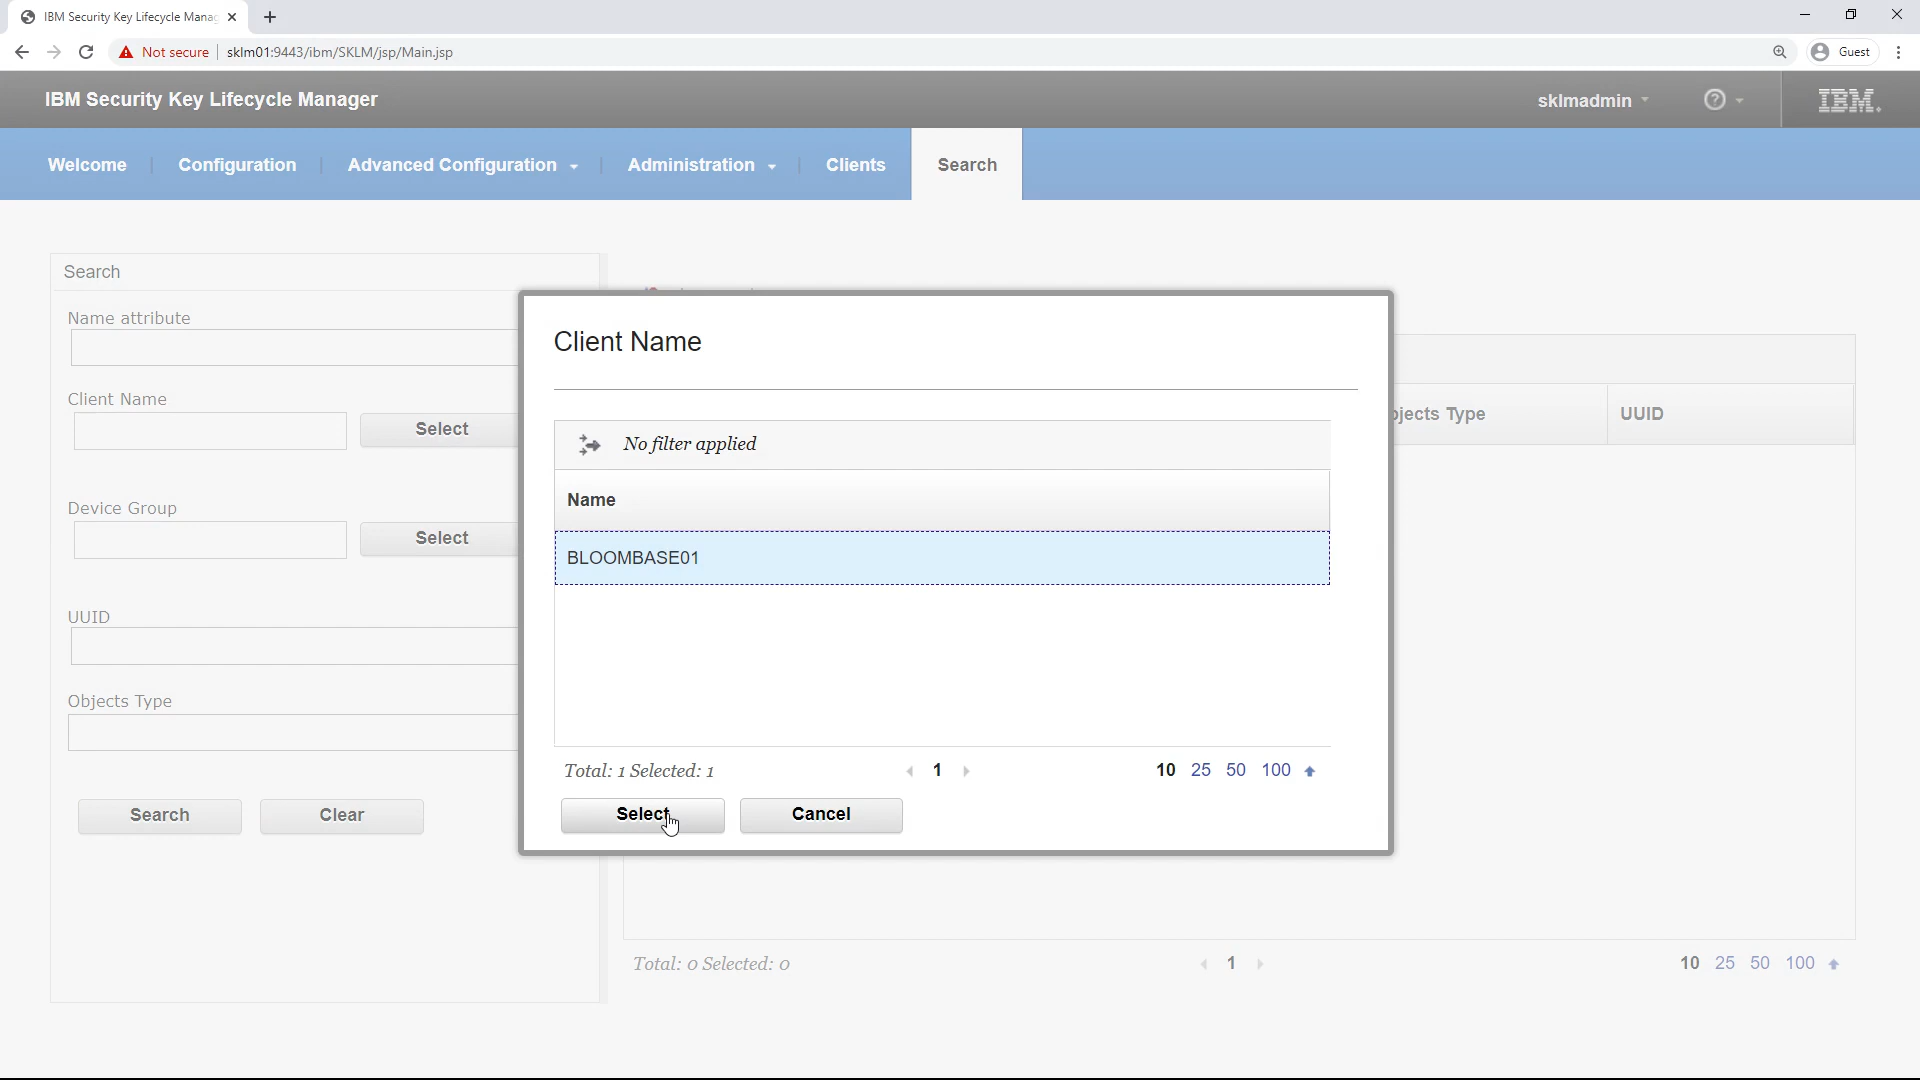 IBM Security Key Lifecycle Mana
Not secure
sklm01:9443/ibm/SKLM/jsp/Main.jsp
Guest
IBM Security Key Lifecycle Manager
sklmadmin
?
IBM
Welcome
Configuration
Advanced Configuration
Administration
Clients
Search
Search
Name attribute
Client Name
Select
Device Group
Select
UUID
Objects Type
Search
Clear
Client Name
No filter applied
Name
BLOOMBASE01
Total: 1 Selected: 1
1
10 25 50 100
Select
Cancel
bjects Type
UUID
Total: 0 Selected: 0
1
10 25 50 100